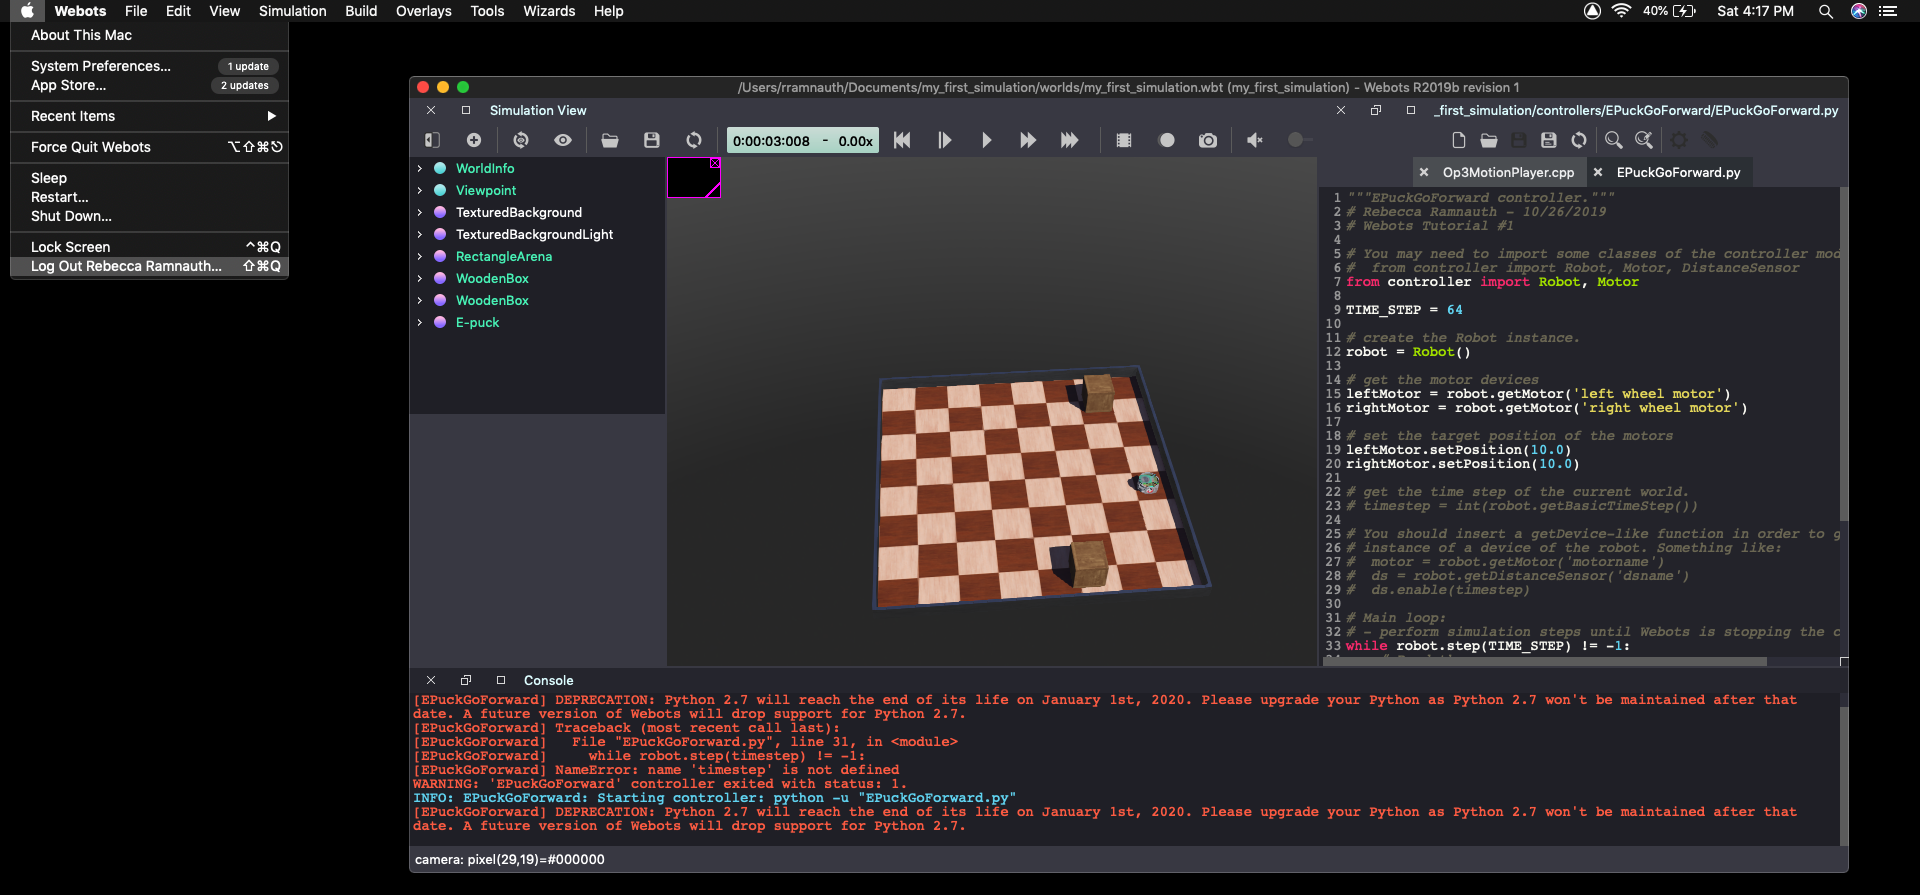 Webots File Edit View Simulation Build Overlays Tools Wizards Help 40% Sat 4:17 PM
About This Mac
System Preferences... 1 update
App Store... 2 updates
Recent Items ▶
Force Quit Webots ⌥⇧⌘⎋
Sleep
Restart...
Shut Down...
Lock Screen ^⌘Q
Log Out Rebecca Ramnauth... ⇧⌘Q
/Users/rramnauth/Documents/my_first_simulation/worlds/my_first_simulation.wbt (my_first_simulation) - Webots R2019b revision 1
Simulation View
0:00:03:008 - 0.00x
WorldInfo
Viewpoint
TexturedBackground
TexturedBackgroundLight
RectangleArena
WoodenBox
WoodenBox
E-puck
_first_simulation/controllers/EPuckGoForward/EPuckGoForward.py
Op3MotionPlayer.cpp EPuckGoForward.py
1 """EPuckGoForward controller."""
2 # Rebecca Ramnauth - 10/26/2019
3 # Webots Tutorial #1
4
5 # You may need to import some classes of the controller mod
6 #  from controller import Robot, Motor, DistanceSensor
7 from controller import Robot, Motor
8
9 TIME_STEP = 64
10
11 # create the Robot instance.
12 robot = Robot()
13
14 # get the motor devices
15 leftMotor = robot.getMotor('left wheel motor')
16 rightMotor = robot.getMotor('right wheel motor')
17
18 # set the target position of the motors
19 leftMotor.setPosition(10.0)
20 rightMotor.setPosition(10.0)
21
22 # get the time step of the current world.
23 # timestep = int(robot.getBasicTimeStep())
24
25 # You should insert a getDevice-like function in order to g
26 # instance of a device of the robot. Something like:
27 #  motor = robot.getMotor('motorname')
28 #  ds = robot.getDistanceSensor('dsname')
29 #  ds.enable(timestep)
30
31 # Main loop:
32 # - perform simulation steps until Webots is stopping the c
33 while robot.step(TIME_STEP) != -1:
Console
[EPuckGoForward] DEPRECATION: Python 2.7 will reach the end of its life on January 1st, 2020. Please upgrade your Python as Python 2.7 won't be maintained after that
date. A future version of Webots will drop support for Python 2.7.
[EPuckGoForward] Traceback (most recent call last):
[EPuckGoForward]   File "EPuckGoForward.py", line 31, in <module>
[EPuckGoForward]     while robot.step(timestep) != -1:
[EPuckGoForward] NameError: name 'timestep' is not defined
WARNING: 'EPuckGoForward' controller exited with status: 1.
INFO: EPuckGoForward: Starting controller: python -u "EPuckGoForward.py"
[EPuckGoForward] DEPRECATION: Python 2.7 will reach the end of its life on January 1st, 2020. Please upgrade your Python as Python 2.7 won't be maintained after that
date. A future version of Webots will drop support for Python 2.7.
camera: pixel(29,19)=#000000